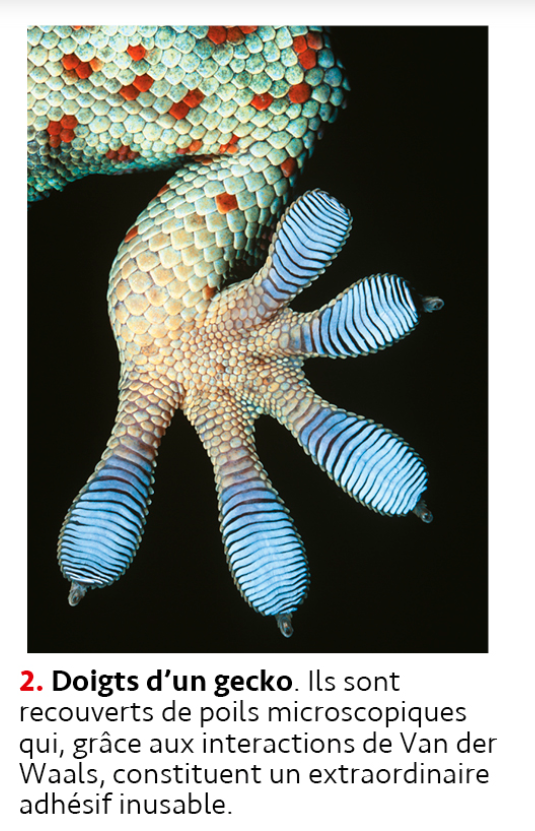 2. Doigts d’un gecko. Ils sont
recouverts de poils microscopiques
qui, grâce aux interactions de Van der
Waals, constituent un extraordinaire
adhésif inusable.